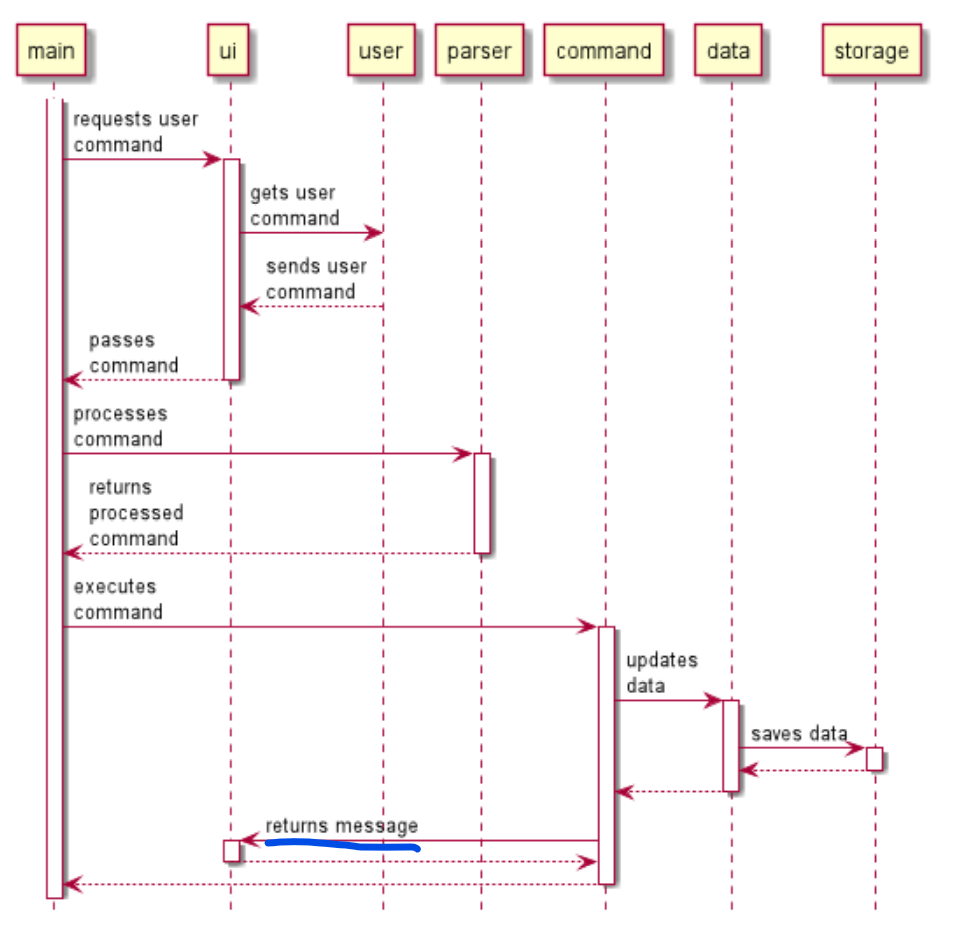 main
ui
user
parser
command
data
storage
requests user
command
gets user
command
sends user
command
passes
command
processes
command
returns
processed
command
executes
command
updates
data
saves data
returns message